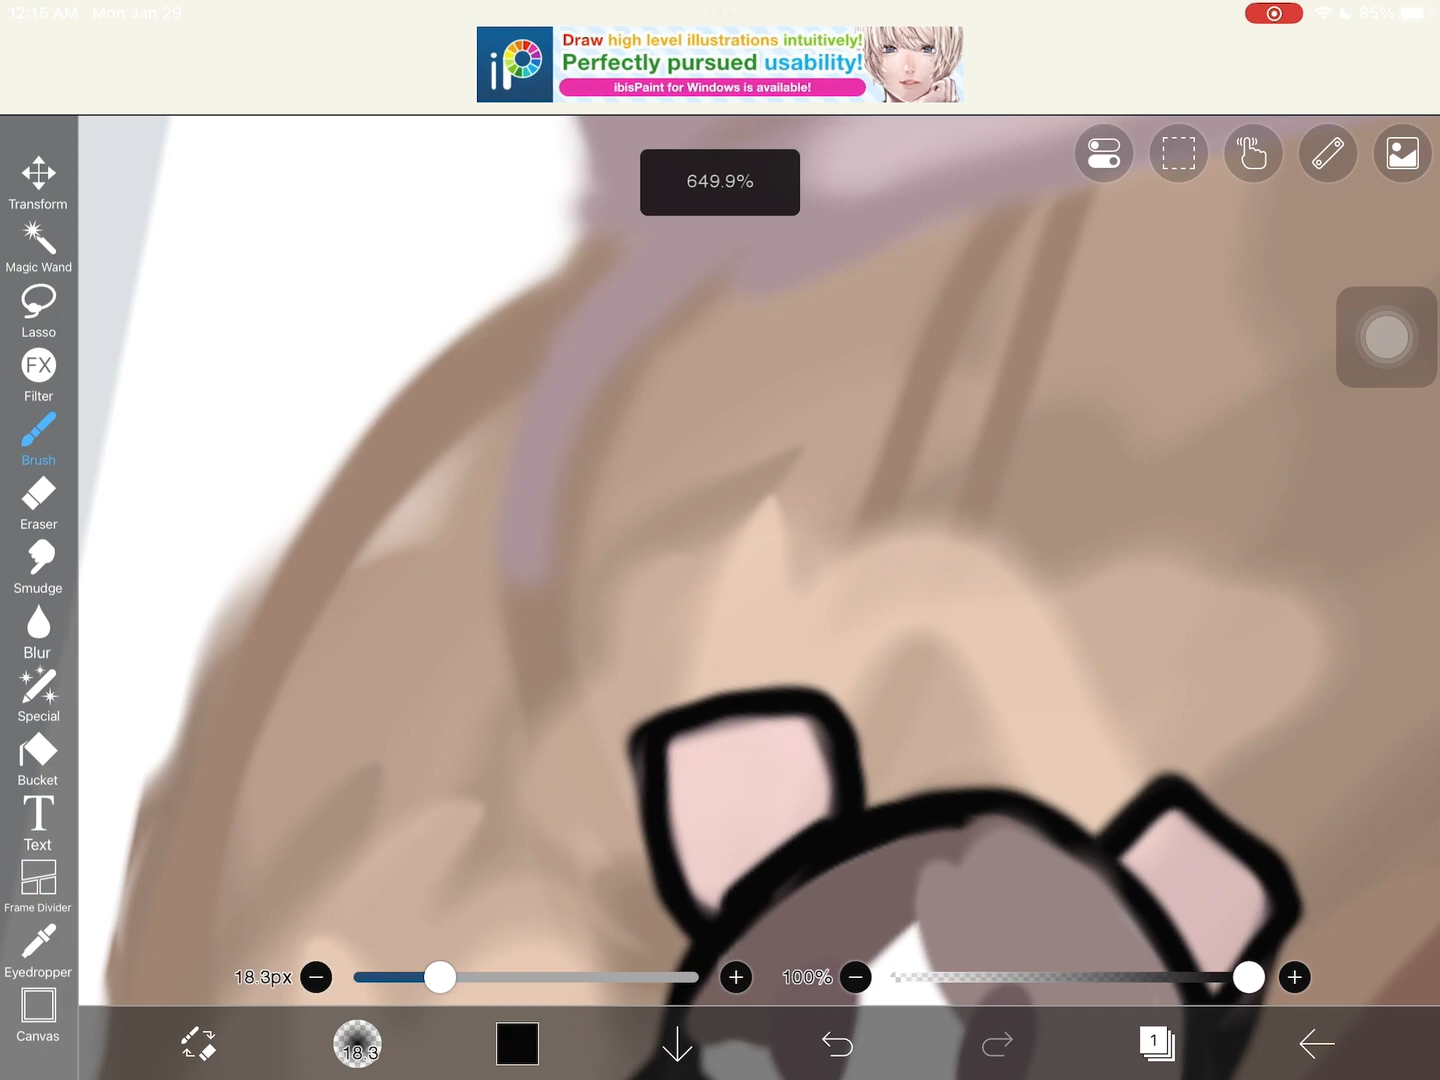 12:15 AM Mon Jan 29
85%
iP
Draw high level illustrations intuitively!
Perfectly pursued usability!
ibisPaint for Windows is available!
649.9%
Transform
Magic Wand
Lasso
FX
Filter
Brush
Eraser
Smudge
Blur
Special
Bucket
T
Text
Frame Divider
Eyedropper
Canvas
18.3px
100%
18.3
1